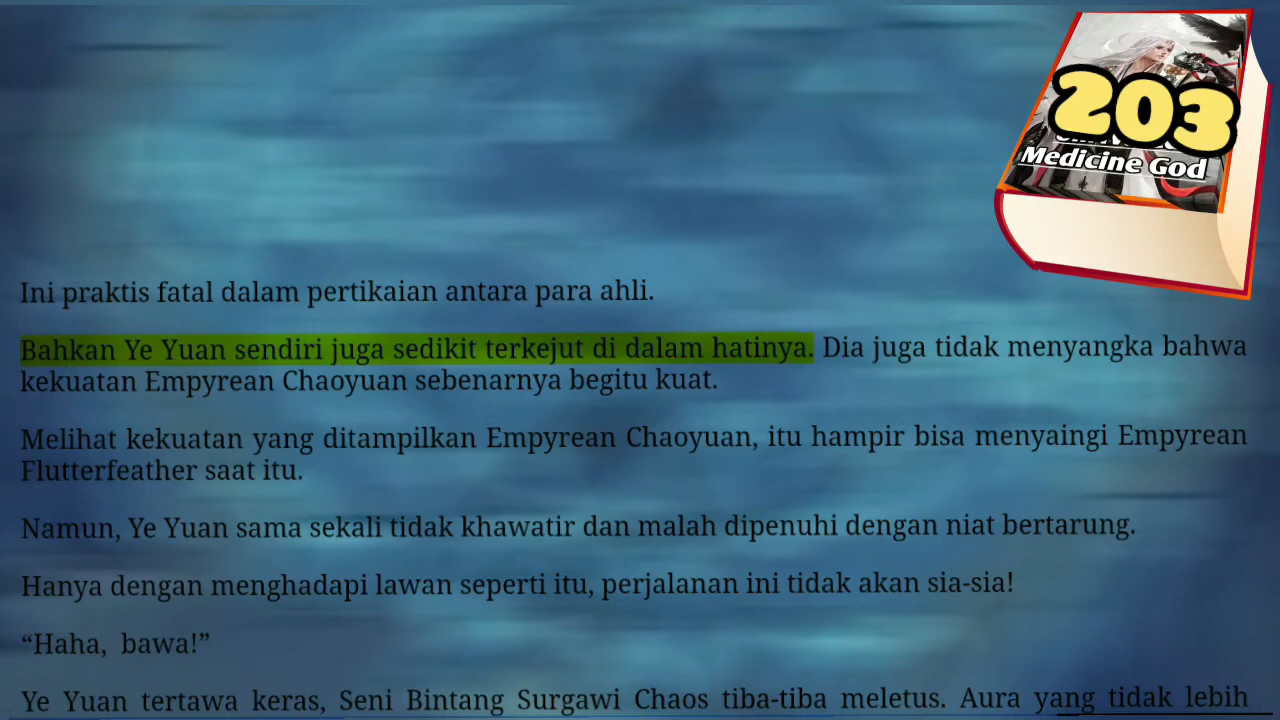 203
Medicine God
Ini praktis fatal dalam pertikaian antara para ahli.
Bahkan Ye Yuan sendiri juga sedikit terkejut di dalam hatinya. Dia juga tidak menyangka bahwa
kekuatan Empyrean Chaoyuan sebenarnya begitu kuat.
Melihat kekuatan yang ditampilkan Empyrean Chaoyuan, itu hampir bisa menyaingi Empyrean
Flutterfeather saat itu.
Namun, Ye Yuan sama sekali tidak khawatir dan malah dipenuhi dengan niat bertarung.
Hanya dengan menghadapi lawan seperti itu, perjalanan ini tidak akan sia-sia!
“Haha,  bawa!”
Ye Yuan tertawa keras, Seni Bintang Surgawi Chaos tiba-tiba meletus. Aura yang tidak lebih